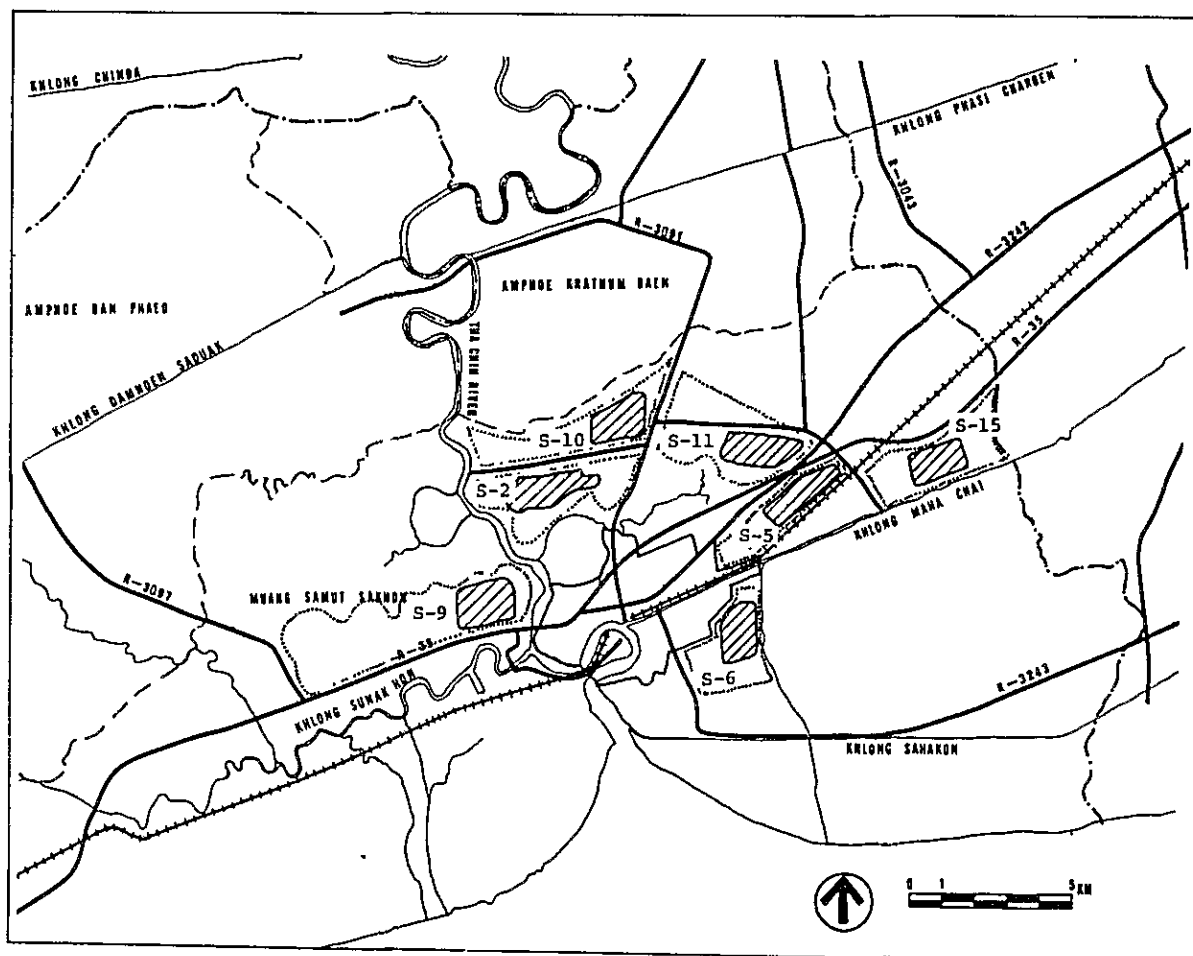 KHLONG CHINDA
KHLONG PHASI CHAROEN
R-3043
R-3242
R-3091
AMPHOE BAN PHAEO
AMPHOE KRATHUM BAEN
R-35
THA CHIN RIVER
KHLONG DAMNOEN SADUAK
S-10
S-11
S-15
S-2
KHLONG MAHA CHAI
S-5
R-3097
MUANG SAMUT SAKHON
S-9
R-35
S-6
R-3243
KHLONG SUNAK HON
KHLONG SAHAKON
0 1 5 KM